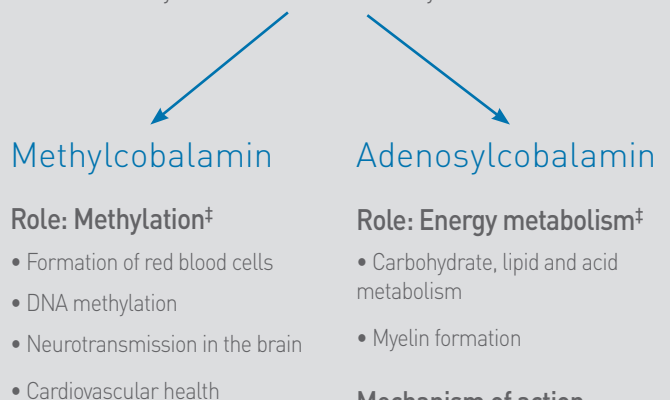 Methylcobalamin
Role: Methylation‡
• Formation of red blood cells
• DNA methylation
• Neurotransmission in the brain
• Cardiovascular health
Adenosylcobalamin
Role: Energy metabolism‡
• Carbohydrate, lipid and acid
metabolism
• Myelin formation
Mechanism of action